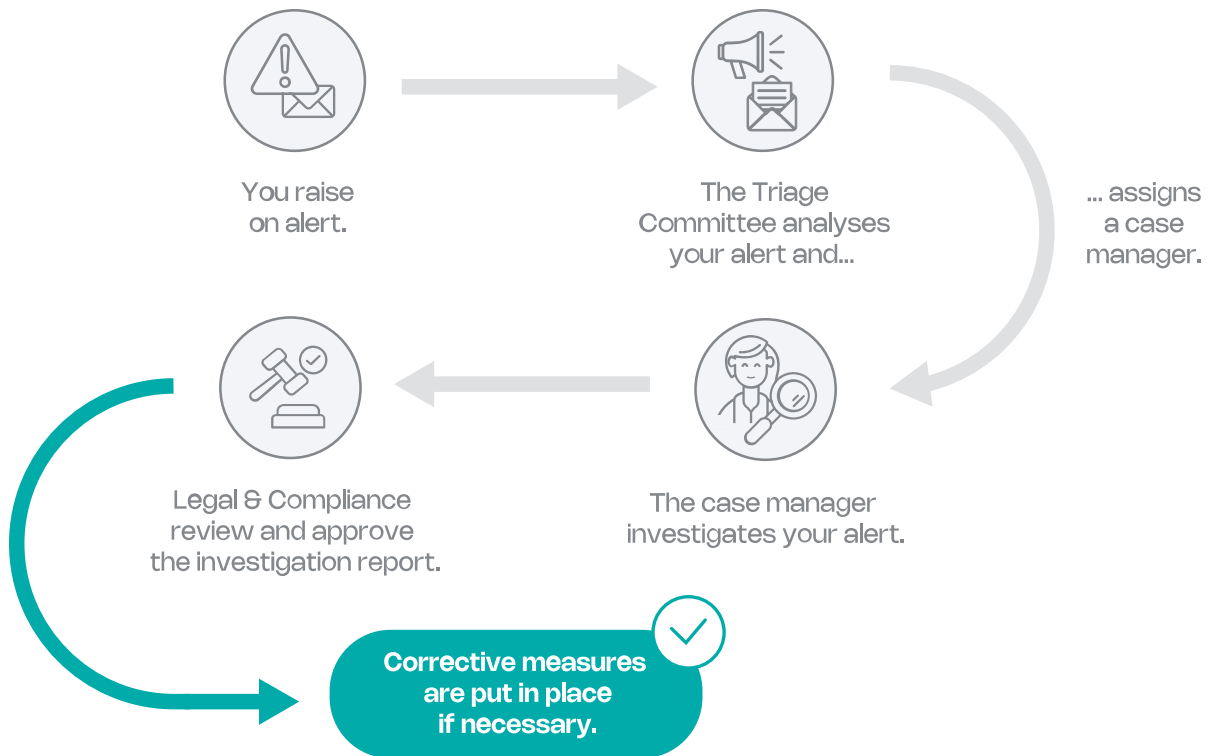 You raise
on alert.
The Triage
Committee analyses
your alert and...
... assigns
a case
manager.
The case manager
investigates your alert.
Legal & Compliance
review and approve
the investigation report.
Corrective measures
are put in place
if necessary.